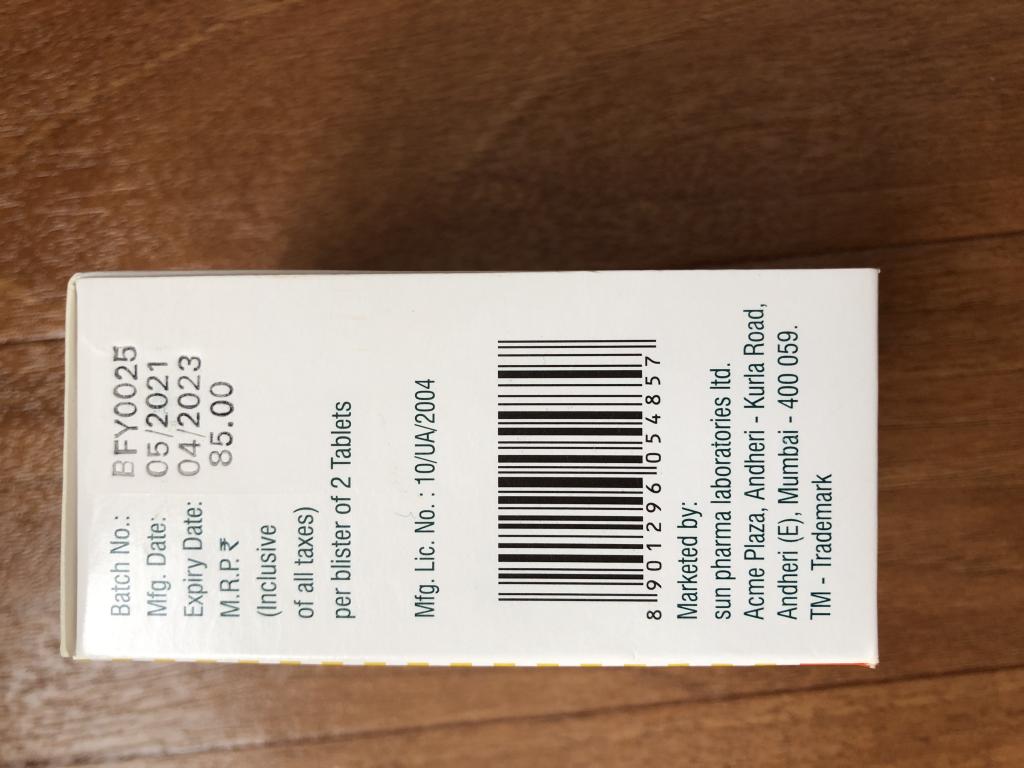 Batch No.: BFY0025
Mfg. Date: 05/2021
Expiry Date: 04/2023
M.R.P.₹ 85.00
(Inclusive
of all taxes)
per blister of 2 Tablets
Mfg. Lic. No. : 10/UA/2004
8 901296 054857
Marketed by:
sun pharma laboratories ltd.
Acme Plaza, Andheri - Kurla Road,
Andheri (E), Mumbai - 400 059.
TM - Trademark